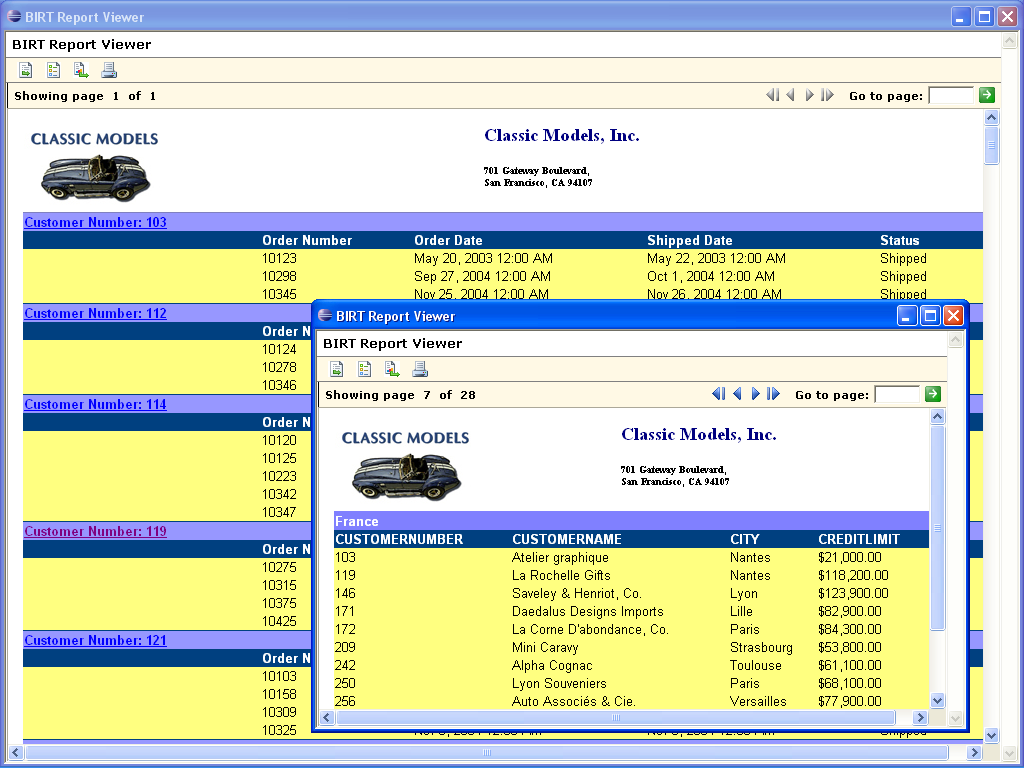 BIRT Report Viewer
BIRT Report Viewer
Showing page 1 of 1
Go to page:
CLASSIC MODELS
Classic Models, Inc.
701 Gateway Boulevard,
San Francisco, CA 94107
Customer Number: 103
Order Number Order Date Shipped Date Status
10123 May 20, 2003 12:00 AM May 22, 2003 12:00 AM Shipped
10298 Sep 27, 2004 12:00 AM Oct 1, 2004 12:00 AM Shipped
10345 Nov 25, 2004 12:00 AM Nov 26, 2004 12:00 AM Shipped
Customer Number: 112
Order N
10124
10278
10346
Customer Number: 114
Order N
10120
10125
10223
10342
10347
Customer Number: 119
Order N
10275
10315
10375
10425
Customer Number: 121
Order N
10103
10158
10309
10325
BIRT Report Viewer
BIRT Report Viewer
Showing page 7 of 28
Go to page:
CLASSIC MODELS
Classic Models, Inc.
701 Gateway Boulevard,
San Francisco, CA 94107
France
CUSTOMERNUMBER CUSTOMERNAME CITY CREDITLIMIT
103 Atelier graphique Nantes $21,000.00
119 La Rochelle Gifts Nantes $118,200.00
146 Saveley & Henriot, Co. Lyon $123,900.00
171 Daedalus Designs Imports Lille $82,900.00
172 La Corne D'abondance, Co. Paris $84,300.00
209 Mini Caravy Strasbourg $53,800.00
242 Alpha Cognac Toulouse $61,100.00
250 Lyon Souveniers Paris $68,100.00
256 Auto Associés & Cie. Versailles $77,900.00